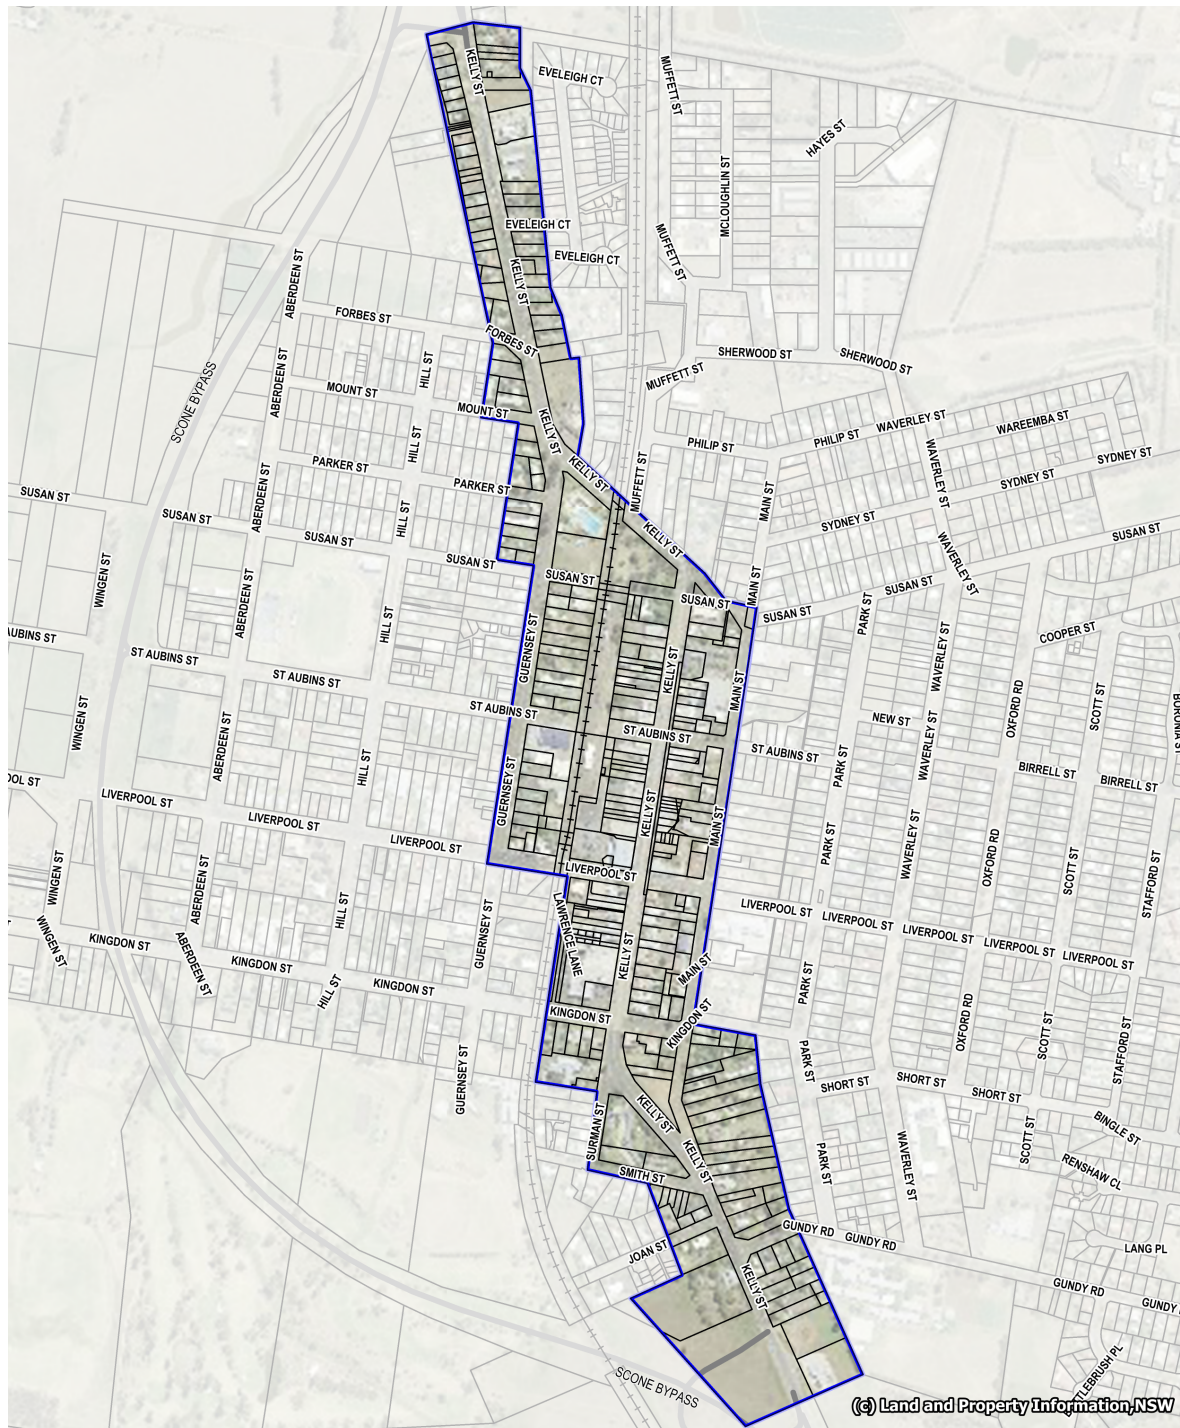 KELLY ST
EVELEIGH CT
MUFFETT ST
HAYES ST
MCLOUGHLIN ST
EVELEIGH CT
EVELEIGH CT
MUFFETT ST
ABERDEEN ST
KELLY ST
FORBES ST
FORBES ST
SHERWOOD ST
SHERWOOD ST
HILL ST
ABERDEEN ST
MUFFETT ST
SCONE BYPASS
MOUNT ST
MOUNT ST
KELLY ST
WAVERLEY ST
WAREEMBA ST
PHILIP ST
PHILIP ST
HILL ST
PARKER ST
KELLY ST
WAVERLEY ST
SYDNEY ST
SYDNEY ST
PARKER ST
MUFFETT ST
MAIN ST
ABERDEEN ST
SUSAN ST
SUSAN ST
HILL ST
SYDNEY ST
SUSAN ST
SUSAN ST
KELLY ST
SUSAN ST
WAVERLEY ST
SUSAN ST
WINGEN ST
ABERDEEN ST
SUSAN ST
MAIN ST
SUSAN ST
SUSAN ST
SUSAN ST
PARK ST
HILL ST
COOPER ST
AUBINS ST
GUERNSEY ST
ST AUBINS ST
KELLY ST
WAVERLEY ST
ST AUBINS ST
MAIN ST
OXFORD RD
SCOTT ST
WINGEN ST
ST AUBINS ST
ABERDEEN ST
ST AUBINS ST
NEW ST
WAVERLEY ST
ST AUBINS ST
PARK ST
HILL ST
BIRRELL ST
BIRRELL ST
OOL ST
GUERNSEY ST
LIVERPOOL ST
LIVERPOOL ST
LIVERPOOL ST
KELLY ST
MAIN ST
PARK ST
WAVERLEY ST
OXFORD RD
SCOTT ST
STAFFORD ST
LIVERPOOL ST
WINGEN ST
ABERDEEN ST
HILL ST
LIVERPOOL ST
LIVERPOOL ST
LIVERPOOL ST
LIVERPOOL ST
LIVERPOOL ST
GUERNSEY ST
LAWRENCE LANE
KELLY ST
WINGEN ST
KINGDON ST
ABERDEEN ST
KINGDON ST
HILL ST
KINGDON ST
MAIN ST
PARK ST
KINGDON ST
KINGDON ST
OXFORD RD
SCOTT ST
STAFFORD ST
PARK ST
GUERNSEY ST
SHORT ST
SHORT ST
SHORT ST
KELLY ST
SURMAN ST
BINGLE ST
SCOTT ST
KELLY ST
PARK ST
WAVERLEY ST
SMITH ST
RENSHAW CL
GUNDY RD
GUNDY RD
JOAN ST
LANG PL
KELLY ST
GUNDY RD
GUNDY
SCONE BYPASS
(c) Land and Property Information,NSW